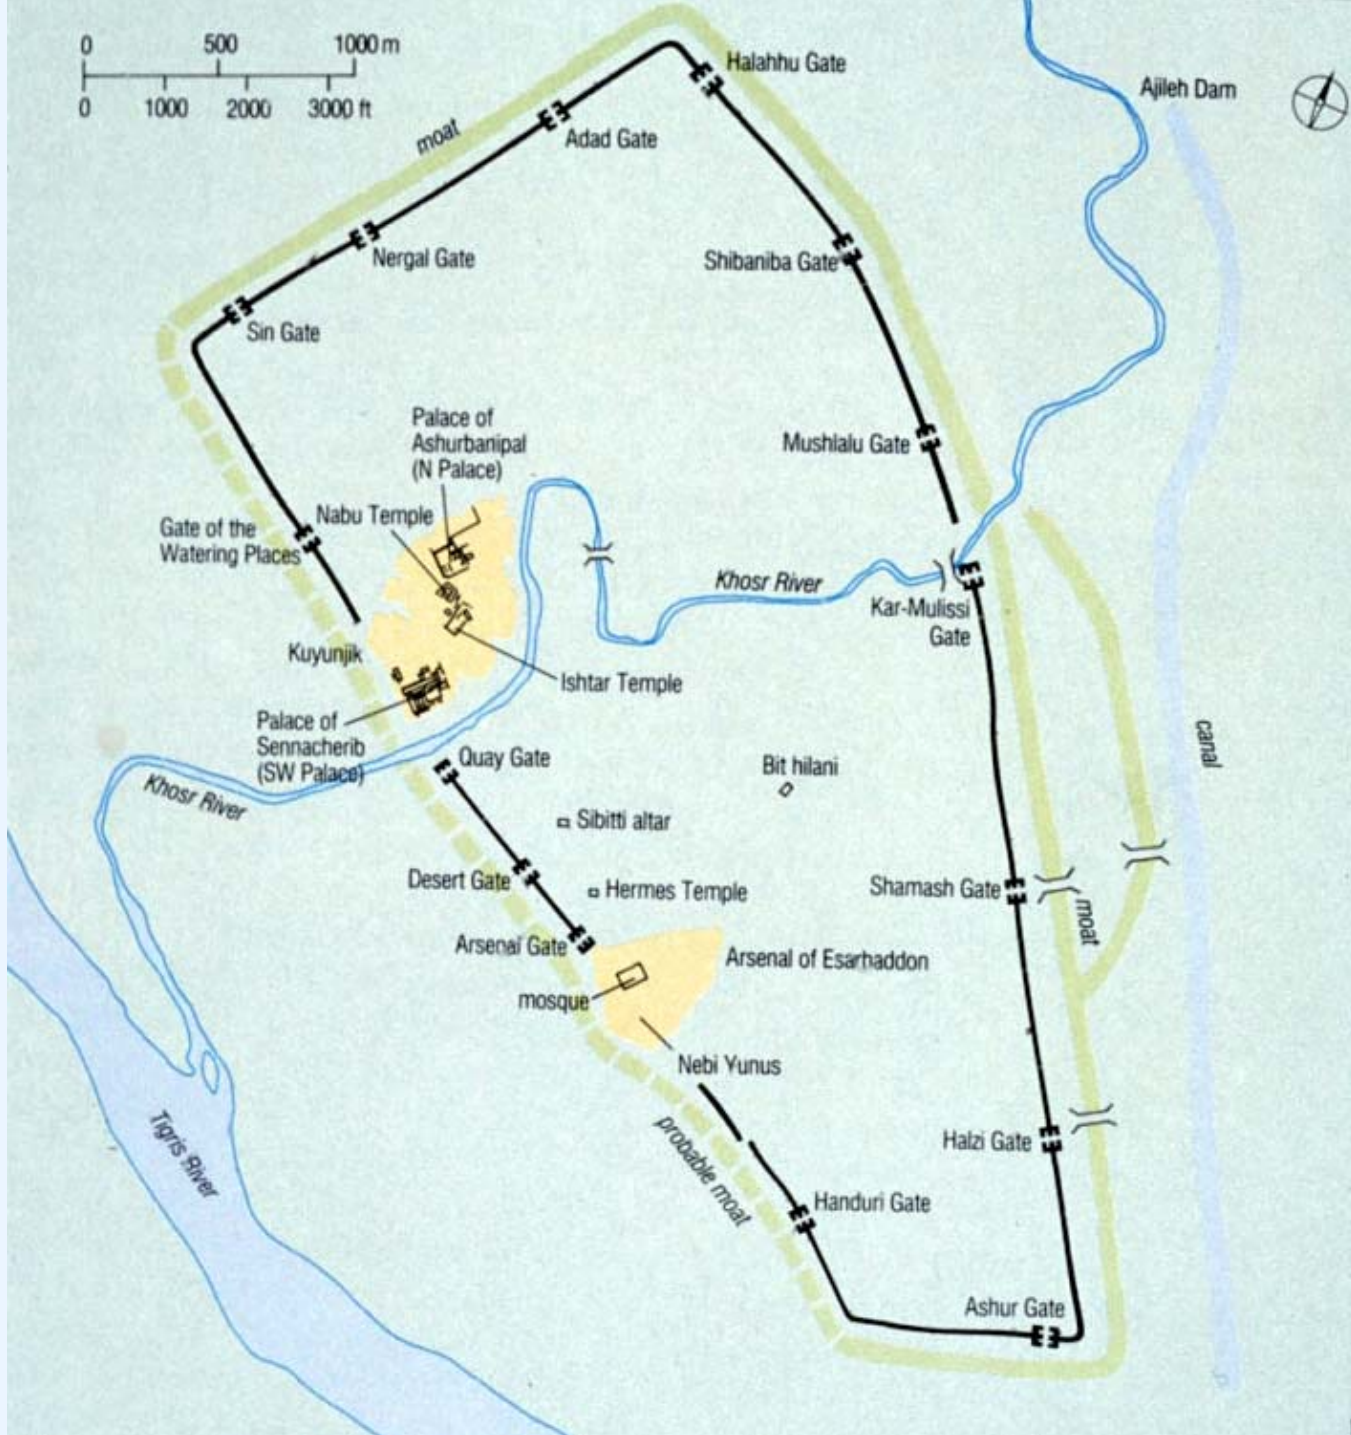 0 500 1000 m
0 1000 2000 3000 ft
Halahhu Gate
Ajileh Dam
moat
Adad Gate
Nergal Gate
Shibaniba Gate
Sin Gate
Palace of
Ashurbanipal
(N Palace)
Mushlalu Gate
Nabu Temple
Gate of the
Watering Places
Khosr River
Kar-Mulissi
Gate
Kuyunjik
Ishtar Temple
Palace of
Sennacherib
(SW Palace)
Quay Gate
Bit hilani
canal
Khosr River
Sibitti altar
Desert Gate
Hermes Temple
Shamash Gate
moat
Arsenal Gate
Arsenal of Esarhaddon
mosque
Nebi Yunus
Tigris River
probable moat
Halzi Gate
Handuri Gate
Ashur Gate